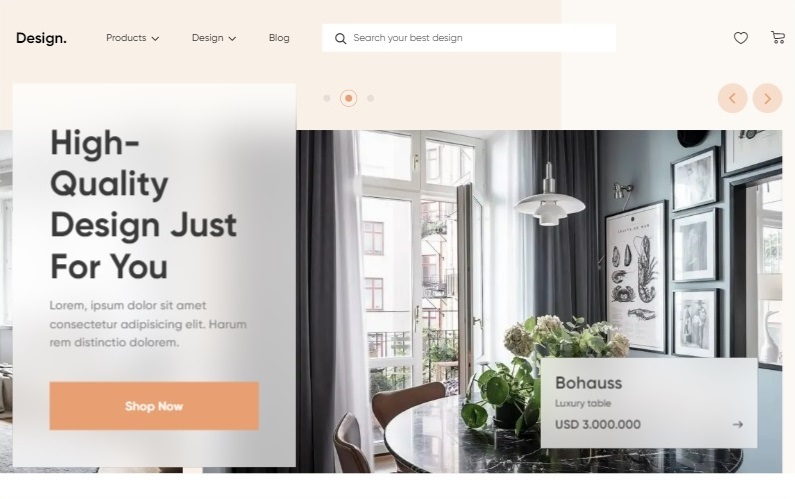 Design.
Products
Design
Blog
Search your best design
High-
Quality
Design Just
For You
Lorem, ipsum dolor sit amet
consectetur adipisicing elit. Harum
rem distinctio dolorem.
Shop Now
Bohauss
Luxury table
USD 3.000.000